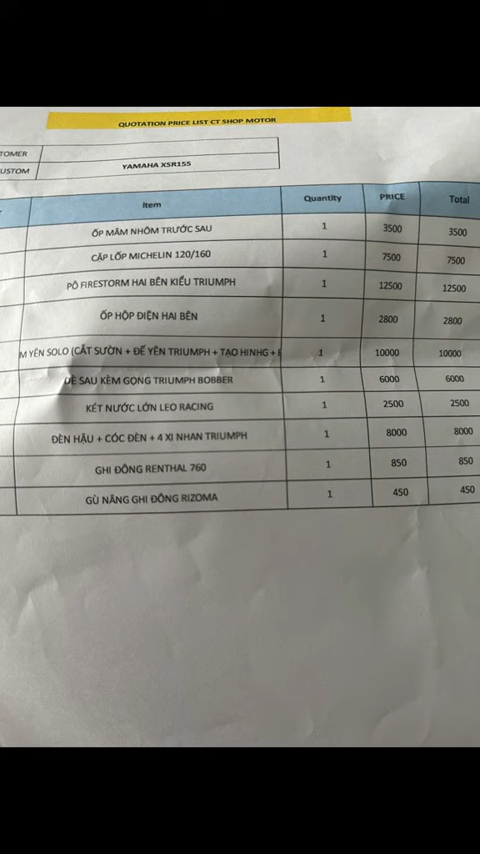 QUOTATION PRICE LIST CT SHOP MOTOR
TOMER
USTOM YAMAHA XSR155
Item Quantity PRICE Total
ỐP MÂM NHÔM TRƯỚC SAU 1 3500 3500
CẶP LỐP MICHELIN 120/160 1 7500 7500
PÔ FIRESTORM HAI BÊN KIỂU TRIUMPH 1 12500 12500
ỐP HỘP ĐIỆN HAI BÊN 1 2800 2800
M YÊN SOLO (CẮT SƯỜN + ĐẾ YÊN TRIUMPH + TẠO HINHG + 1 10000 10000
DÈ SAU KÈM GỌNG TRIUMPH BOBBER 1 6000 6000
KÉT NƯỚC LỚN LEO RACING 1 2500 2500
ĐÈN HẬU + CÓC ĐÈN + 4 XI NHAN TRIUMPH 1 8000 8000
GHI ĐÔNG RENTHAL 760 1 850 850
GÙ NÂNG GHI ĐÔNG RIZOMA 1 450 450